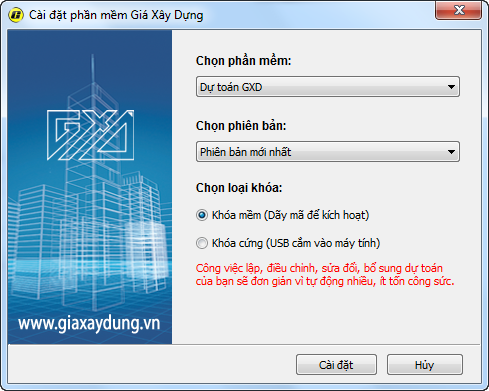 Cài đặt phần mềm Giá Xây Dựng
GXD
www.giaxaydung.vn
Chọn phần mềm:
Dự toán GXD
Chọn phiên bản:
Phiên bản mới nhất
Chọn loại khóa:
Khóa mềm (Dãy mã để kích hoạt)
Khóa cứng (USB cắm vào máy tính)
Công việc lập, điều chỉnh, sửa đổi, bổ sung dự toán
của bạn sẽ đơn giản vì tự động nhiều, ít tốn công sức.
Cài đặt
Hủy